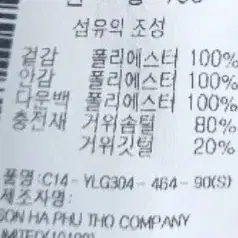 섬유의 조성
겉감 폴리에스터 100%
안감 폴리에스터 100%
다운백 폴리에스터 100%
충전재 거위솜털 80%
거위깃털 20%
품명:C14-YLG304-464-90(S)
제조자명:
SON HA PHU THO COMPANY